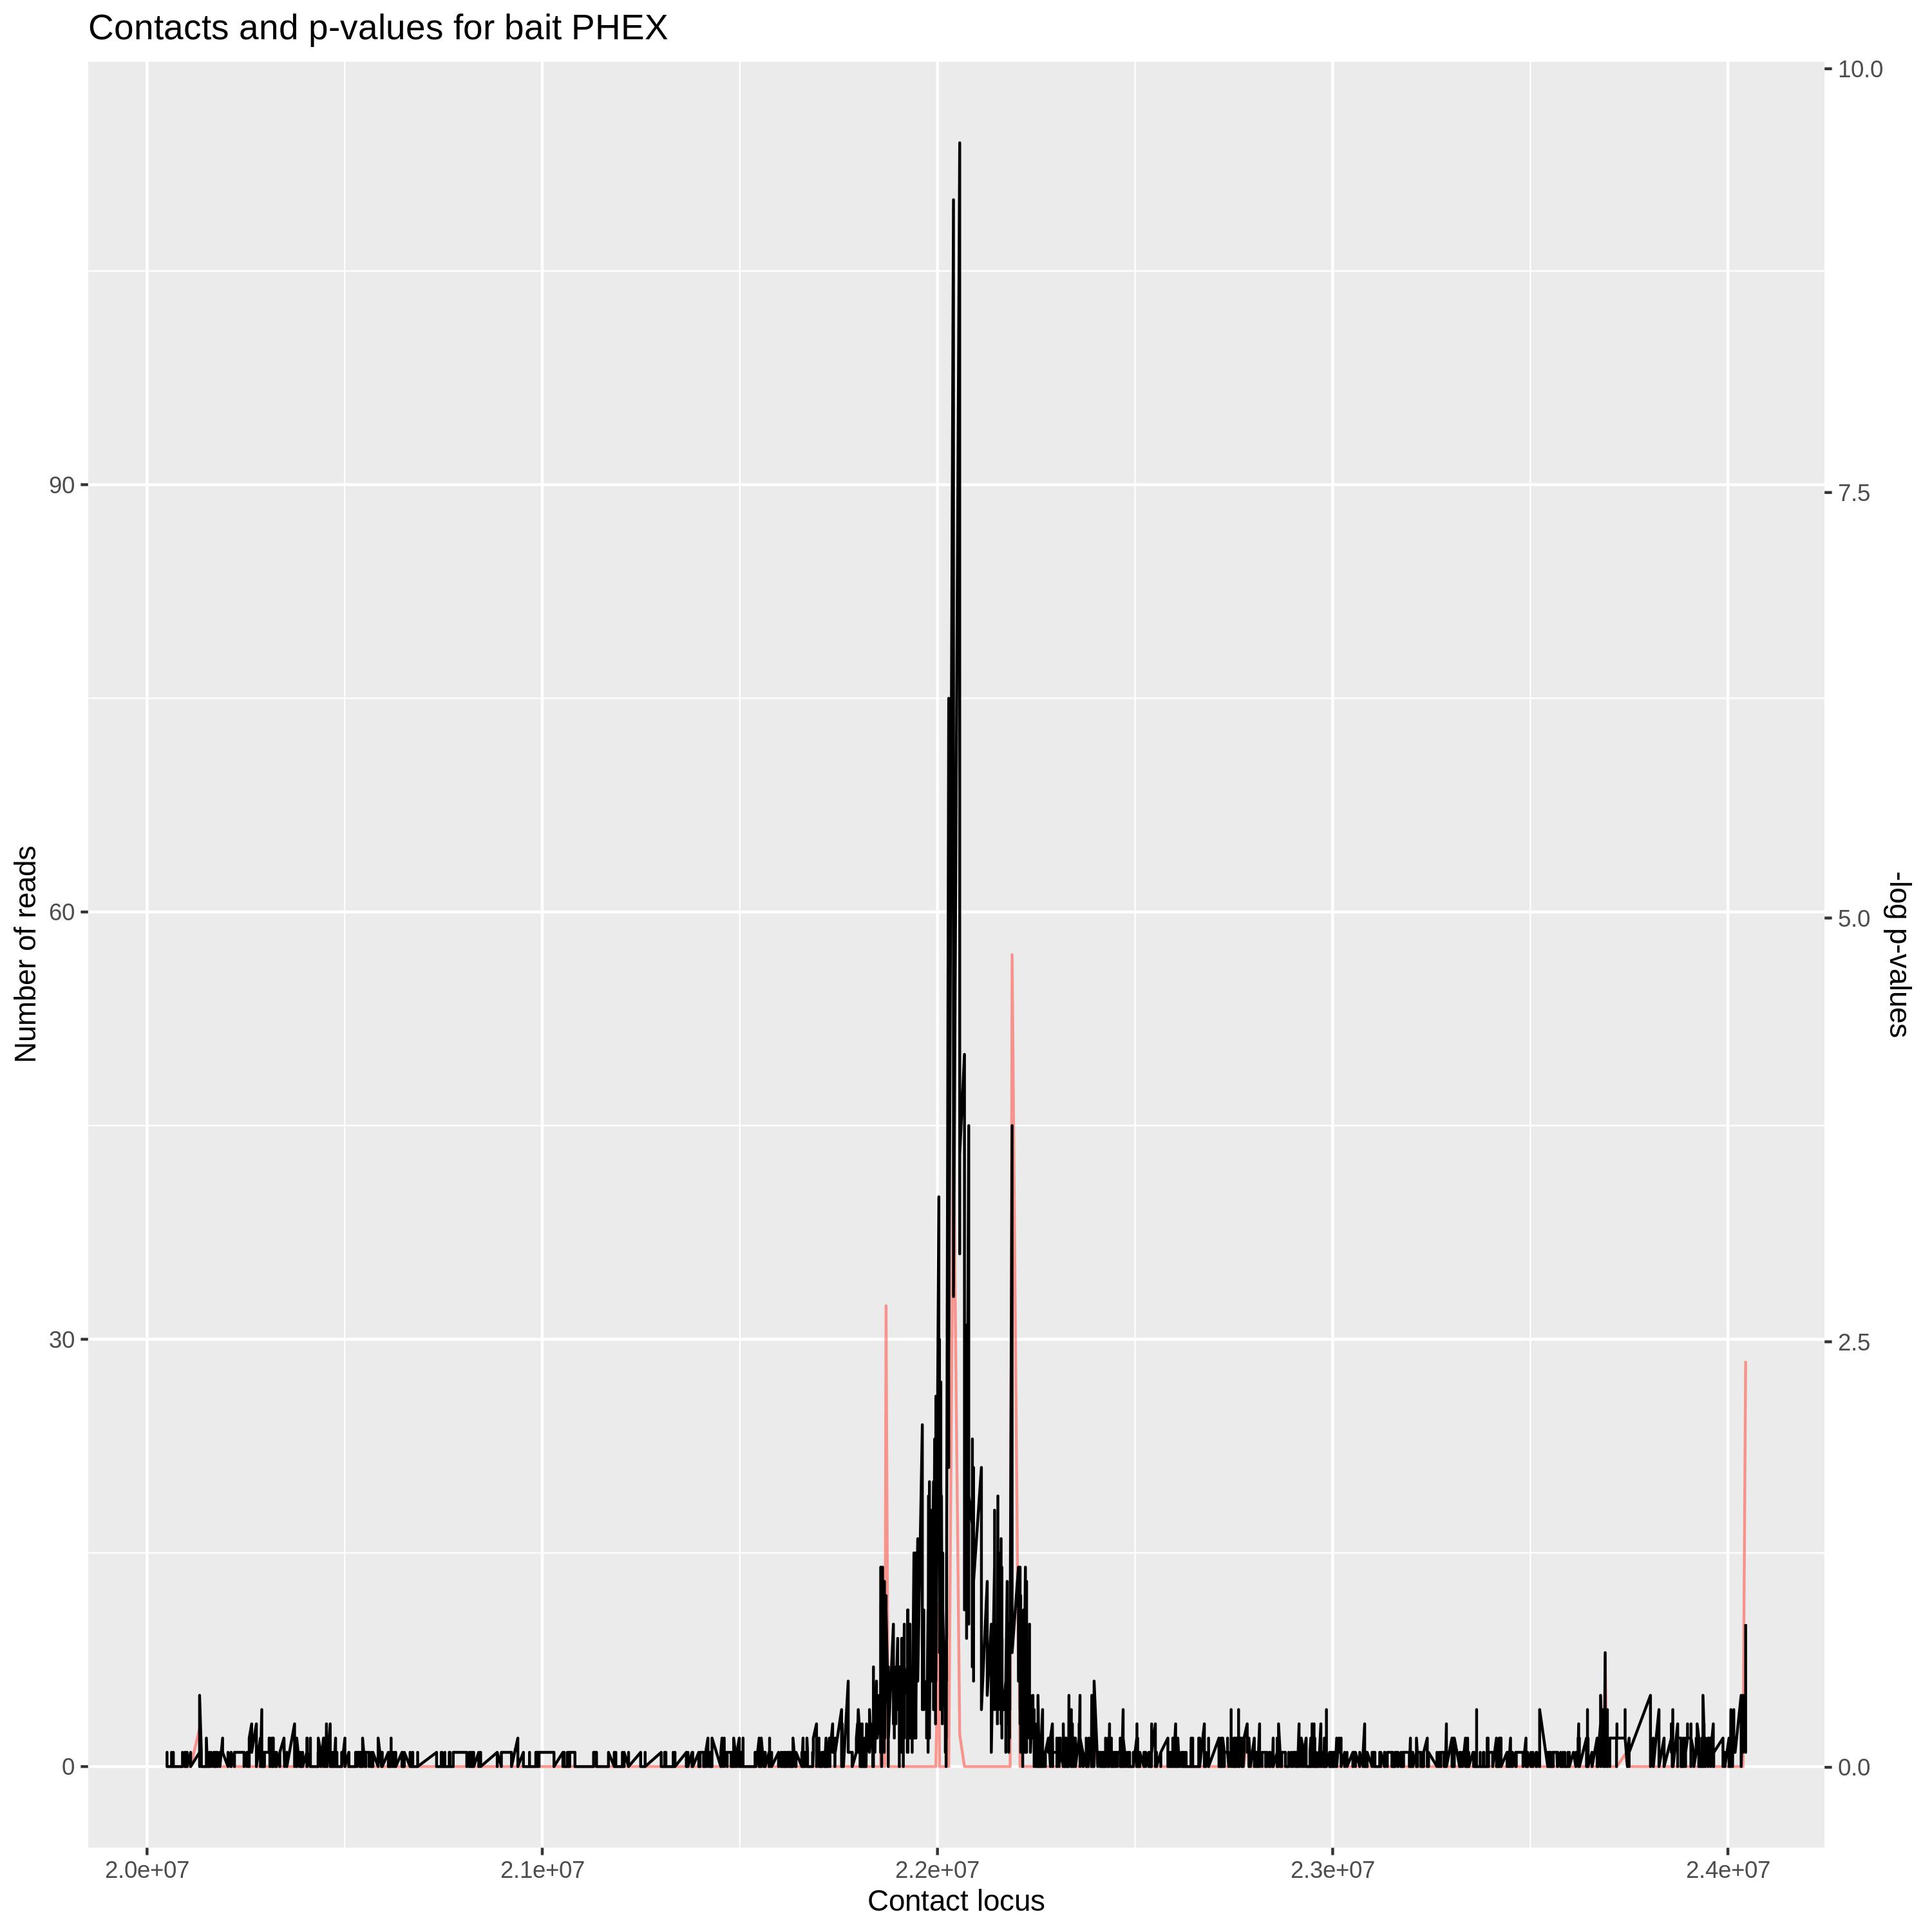 Contacts and p-values for bait PHEX
Number of reads
90
60
30
0
10.0
7.5
5.0
2.5
0.0
-log p-values
2.0e+07
2.1e+07
2.2e+07
2.3e+07
2.4e+07
Contact locus